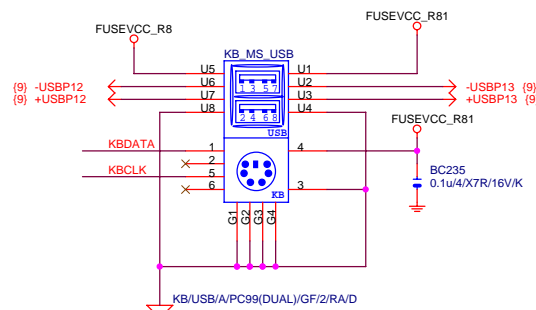 FUSEVCC_R8
FUSEVCC_R81
KB_MS_USB
U5
U1
{9} -USBP12
U6
U2
-USBP13 {9
{9} +USBP12
U7
U3
+USBP13 {9
U8
U4
1 3 5 7
2 4 6 8
USB
FUSEVCC_R81
KBDATA
1
4
2
KBCLK
5
6
3
KB
BC235
0.1u/4/X7R/16V/K
G1
G2
G3
G4
KB/USB/A/PC99(DUAL)/GF/2/RA/D